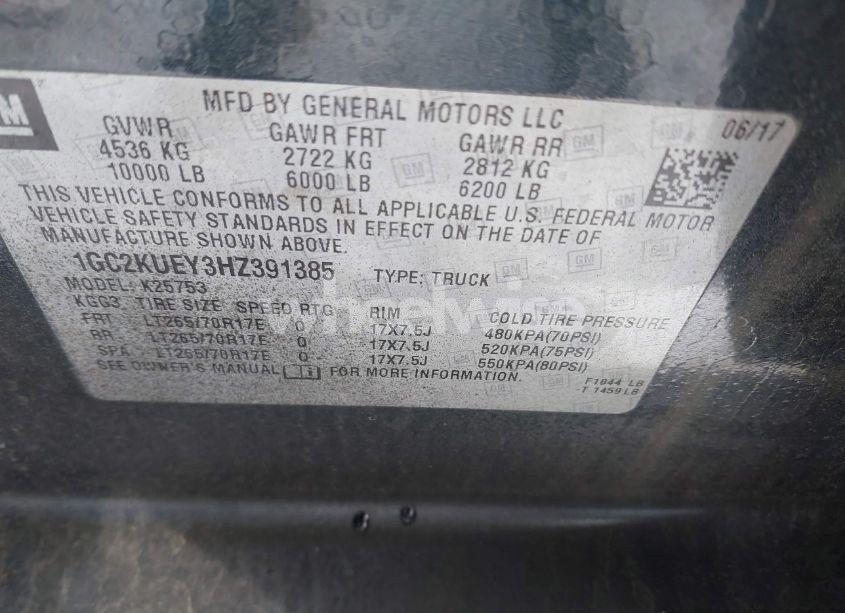 GM
MFD BY GENERAL MOTORS LLC
06/17
GVWR GAWR FRT GAWR RR
4536 KG 2722 KG 2812 KG
10000 LB 6000 LB 6200 LB
THIS VEHICLE CONFORMS TO ALL APPLICABLE U.S. FEDERAL MOTOR
VEHICLE SAFETY STANDARDS IN EFFECT ON THE DATE OF
MANUFACTURE SHOWN ABOVE.
1GC2KUEY3HZ391385 TYPE: TRUCK
MODEL: K25753
KGG3. TIRE SIZE SPEED RTG RIM COLD TIRE PRESSURE
FRT LT265/70R17E Q 17X7.5J 480KPA(70PSI)
RR LT265/70R17E Q 17X7.5J 520KPA(75PSI)
SPA LT265/70R17E Q 17X7.5J 550KPA(80PSI)
SEE OWNER'S MANUAL FOR MORE INFORMATION.
F1844 LB
T 1459 LB